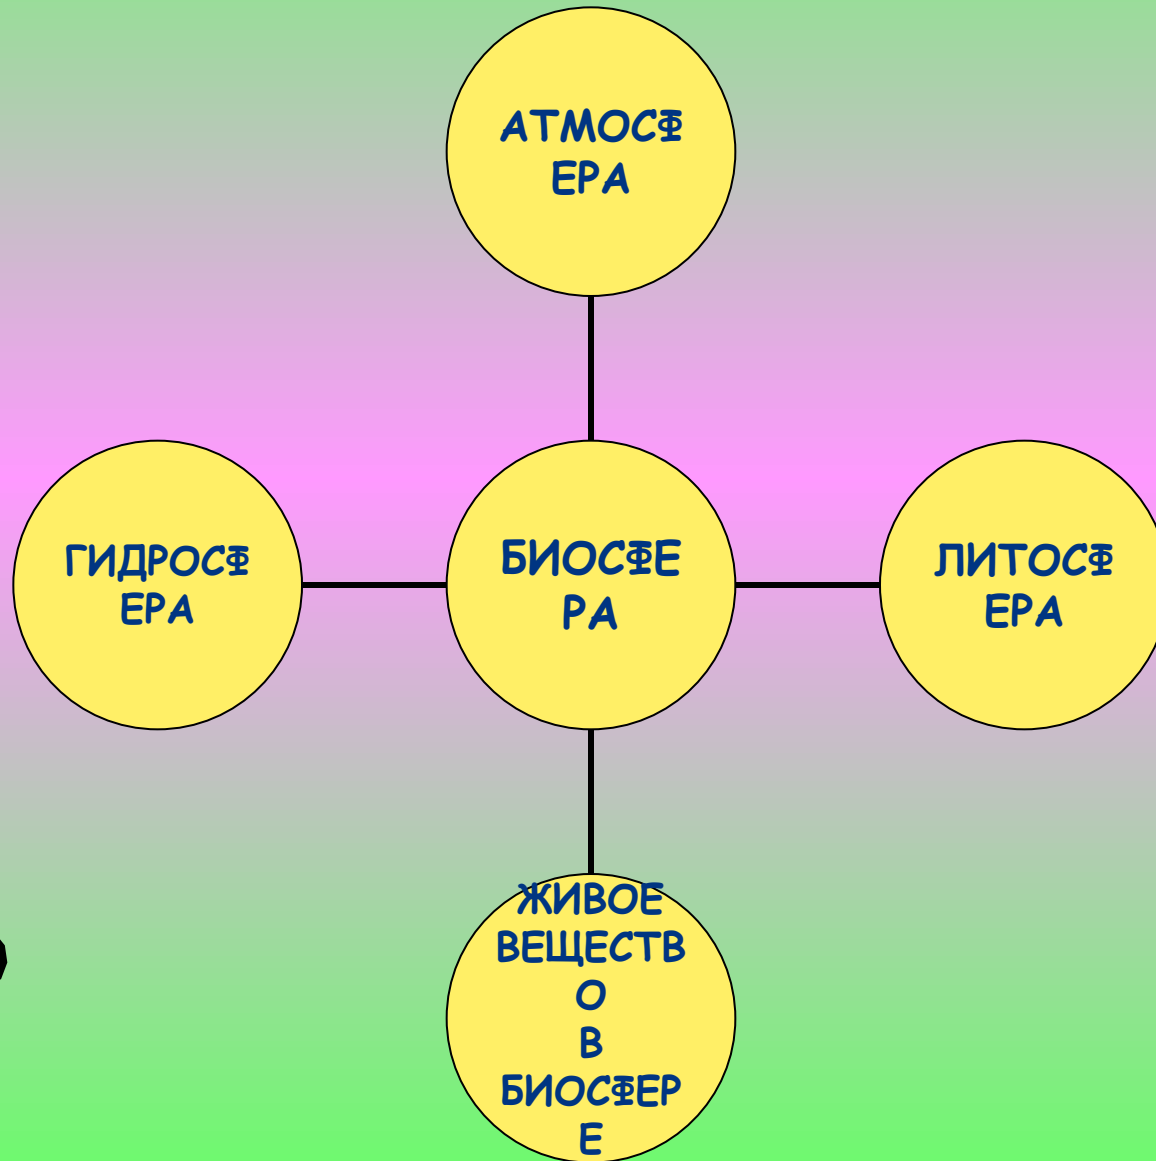 АТМОСФ
ЕРА
ГИДРОСФ
ЕРА
БИОСФЕ
РА
ЛИТОСФ
ЕРА
ЖИВОЕ
ВЕЩЕСТВ
О
В
БИОСФЕР
Е